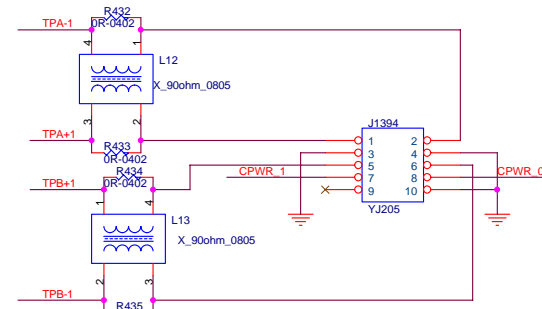 R432
TPA-1
0R-0402
4
1
L12
X_90ohm_0805
3
2
TPA+1
R433
0R-0402
J1394
1 2
3 4
5 6
7 8
9 10
YJ205
CPWR_1
CPWR_0
R434
0R-0402
TPB+1
1
4
L13
X_90ohm_0805
2
3
TPB-1
R435